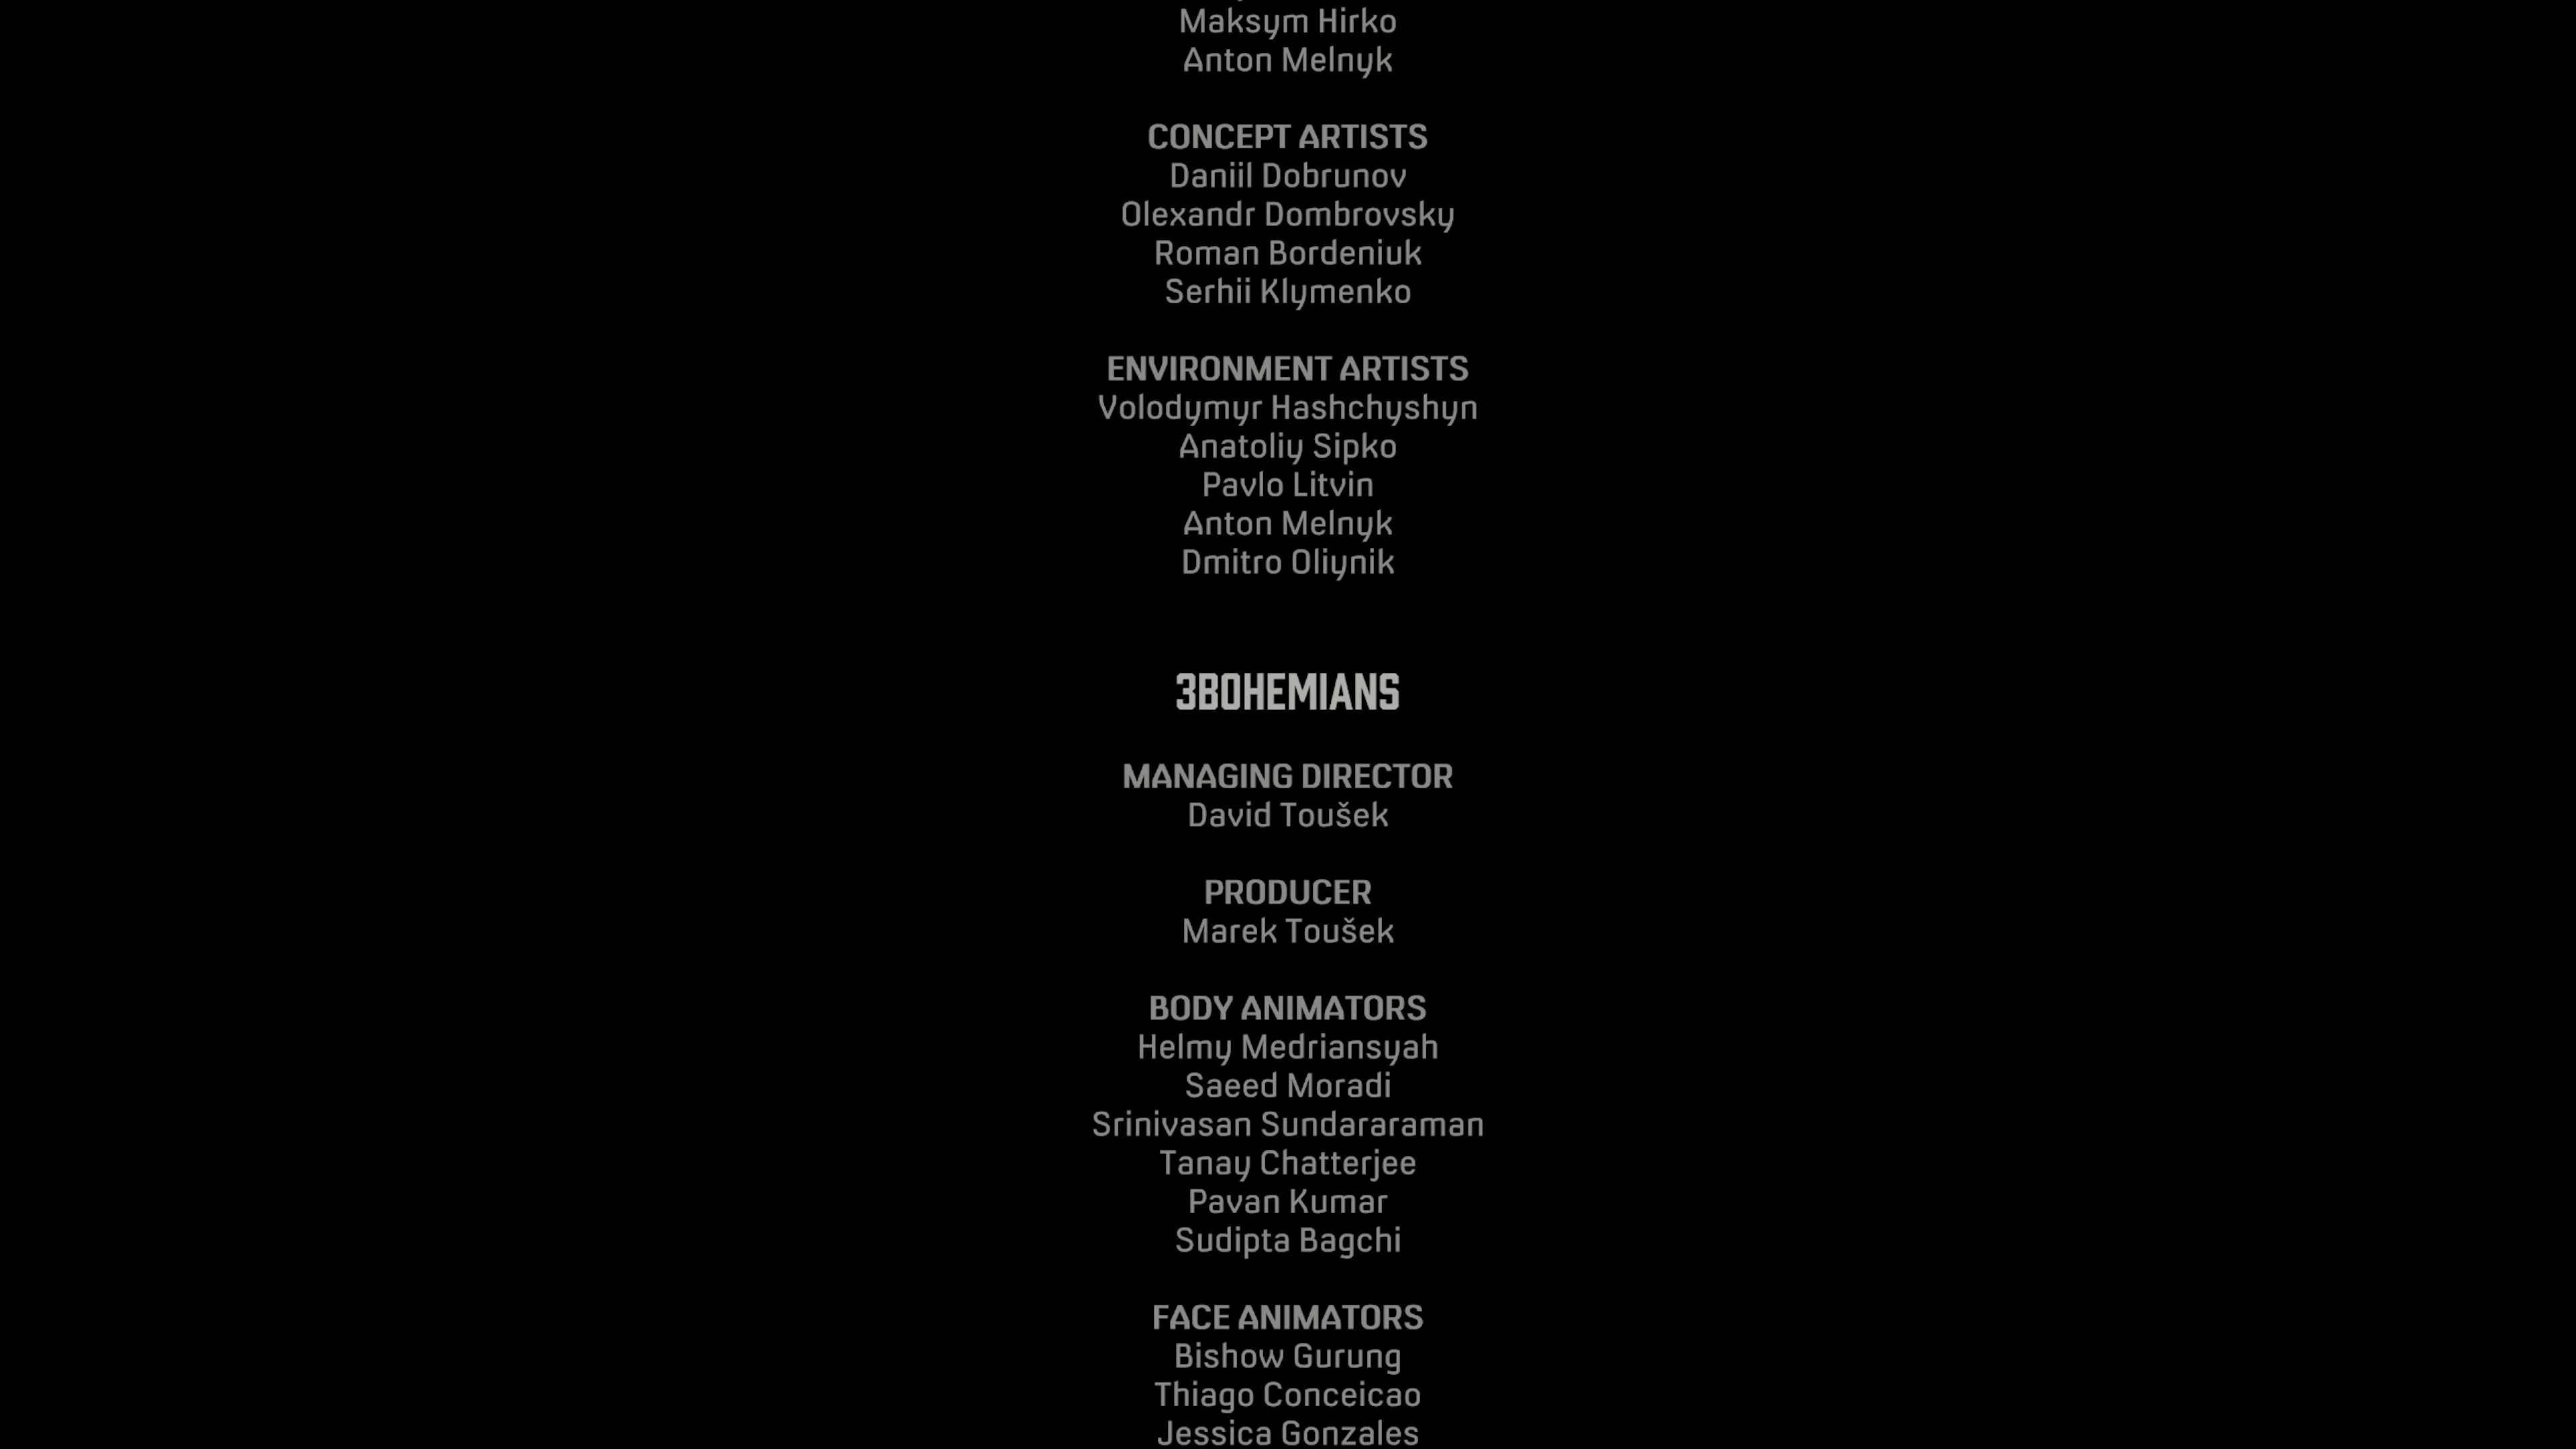 Maksym Hirko
Anton Melnyk
CONCEPT ARTISTS
Daniil Dobrunov
Olexandr Dombrovsky
Roman Bordeniuk
Serhii Klymenko
ENVIRONMENT ARTISTS
Volodymyr Hashchyshyn
Anatoliy Sipko
Pavlo Litvin
Anton Melnyk
Dmitro Oliynik
3BOHEMIANS
MANAGING DIRECTOR
David Toušek
PRODUCER
Marek Toušek
BODY ANIMATORS
Helmy Medriansyah
Saeed Moradi
Srinivasan Sundararaman
Tanay Chatterjee
Pavan Kumar
Sudipta Bagchi
FACE ANIMATORS
Bishow Gurung
Thiago Conceicao
Jessica Gonzales